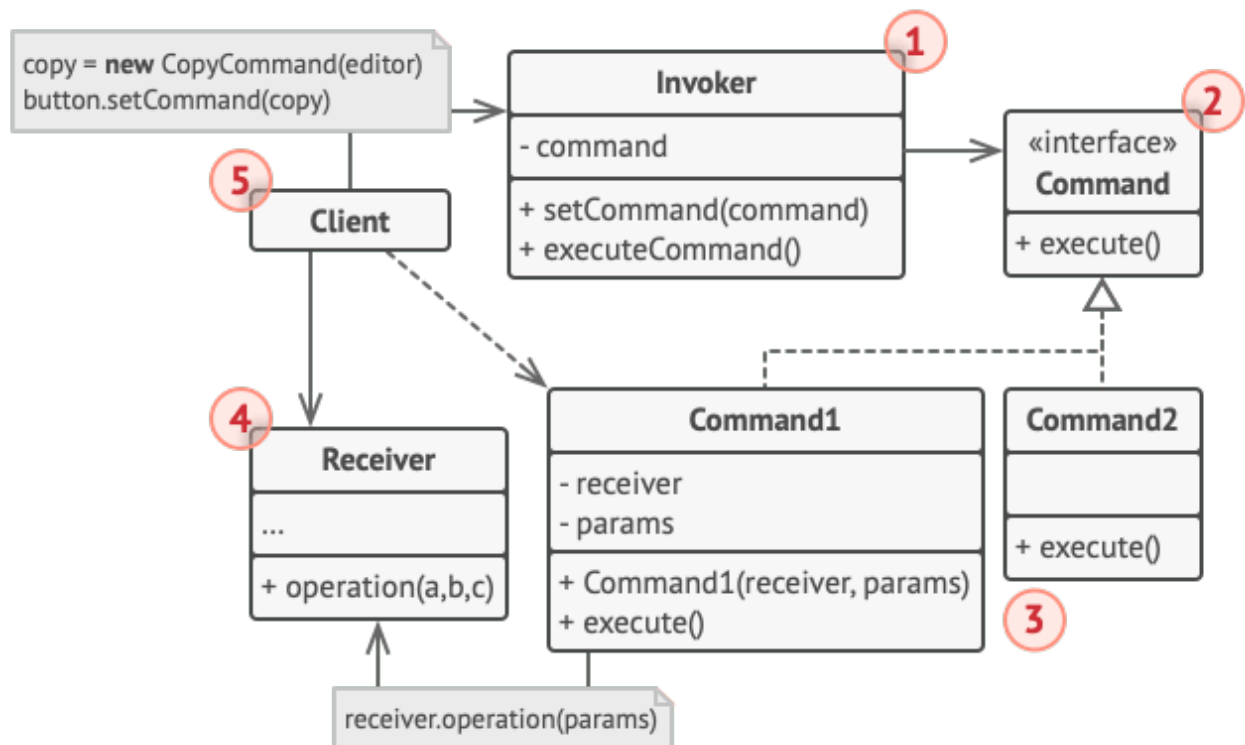 copy = new CopyCommand(editor)
button.setCommand(copy)
1
Invoker
- command
+ setCommand(command)
+ executeCommand()
2
«interface»
Command
+ execute()
5
Client
4
Receiver
...
+ operation(a,b,c)
Command1
- receiver
- params
+ Command1(receiver, params)
+ execute()
Command2
+ execute()
3
receiver.operation(params)